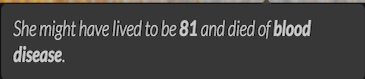 She might have lived to be 81 and died of blood
disease.